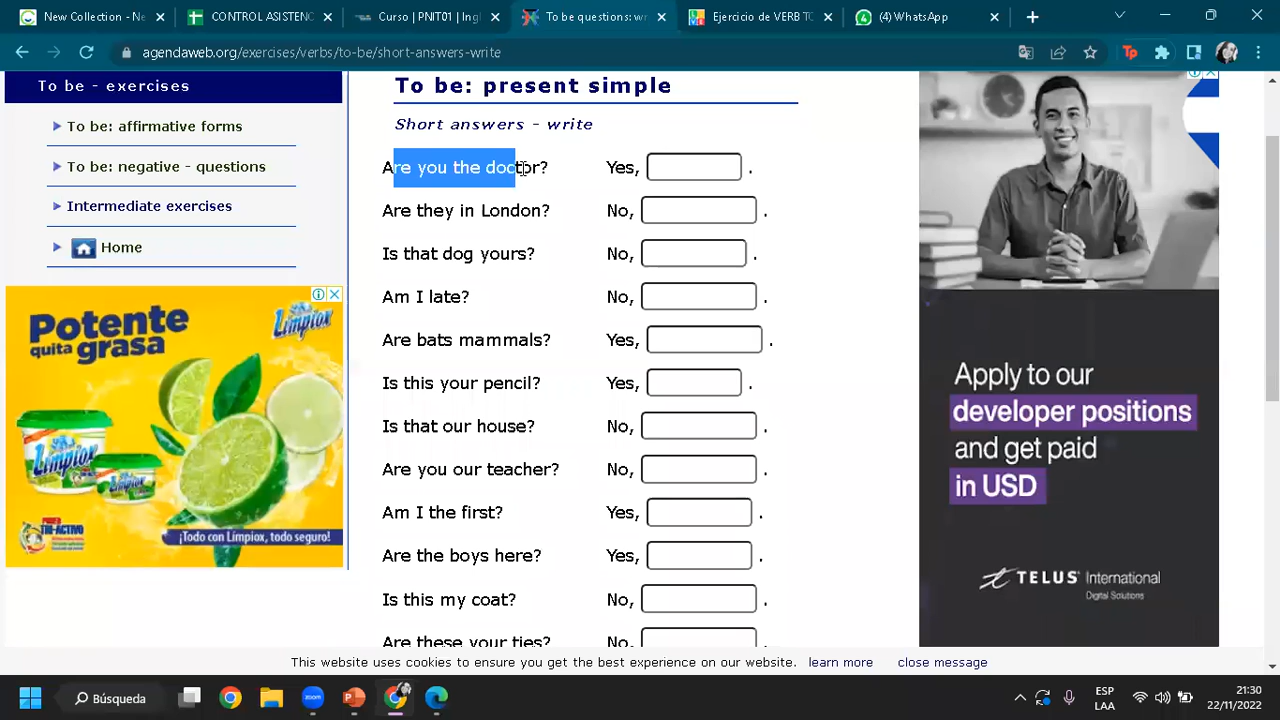 New Collection - Ne
CONTROL ASISTENC
Curso | PNIT01 | Ingl
To be questions: wr
Ejercicio de VERB TO
(4) WhatsApp
agendaweb.org/exercises/verbs/to-be/short-answers-write
To be - exercises
To be: affirmative forms
To be: negative - questions
Intermediate exercises
Home
Potente
quita grasa
Limpiox
TRI-ACTIVO
¡Todo con Limpiox, todo seguro!
To be: present simple
Short answers - write
Are you the doctor? Yes, .
Are they in London? No, .
Is that dog yours? No, .
Am I late? No, .
Are bats mammals? Yes, .
Is this your pencil? Yes, .
Is that our house? No, .
Are you our teacher? No, .
Am I the first? Yes, .
Are the boys here? Yes, .
Is this my coat? No, .
Are these your ties? No,
Apply to our
developer positions
and get paid
in USD
TELUS International
Digital Solutions
This website uses cookies to ensure you get the best experience on our website. learn more close message
Búsqueda
zoom
ESP
LAA
21:30
22/11/2022